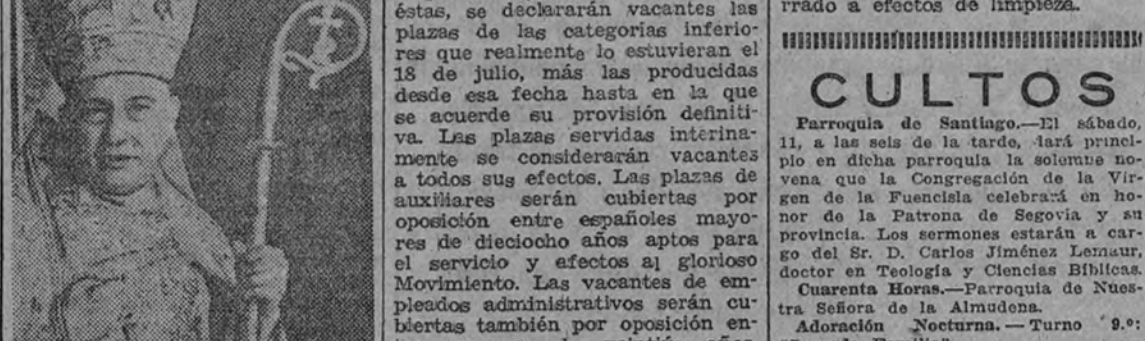 éstas, se declararán vacantes las
plazas de las categorías inferio-
res que realmente lo estuvieran el
18 de julio, más las producidas
desde esa fecha hasta en la que
se acuerde su provisión definiti-
va. Las plazas servidas interina-
mente se considerarán vacantes
a todos sus efectos. Las plazas de
auxiliares serán cubiertas por
oposición entre españoles mayo-
res de dieciocho años aptos para
el servicio y afectos al glorioso
Movimiento. Las vacantes de em-
pleados administrativos serán cu-
biertas también por oposición en-
rrado a efectos de limpieza.
CULTOS
Parroquia de Santiago.—El sábado,
11, a las seis de la tarde, dará princi-
pio en dicha parroquia la solemne no-
vena que la Congregación de la Vir-
gen de la Fuencisla celebrará en ho-
nor de la Patrona de Segovia y su
provincia. Los sermones estarán a car-
go del Sr. D. Carlos Jiménez Lemaur,
doctor en Teología y Ciencias Bíblicas.
Cuarenta Horas.—Parroquia de Nues-
tra Señora de la Almudena.
Adoración Nocturna. — Turno 9.º: